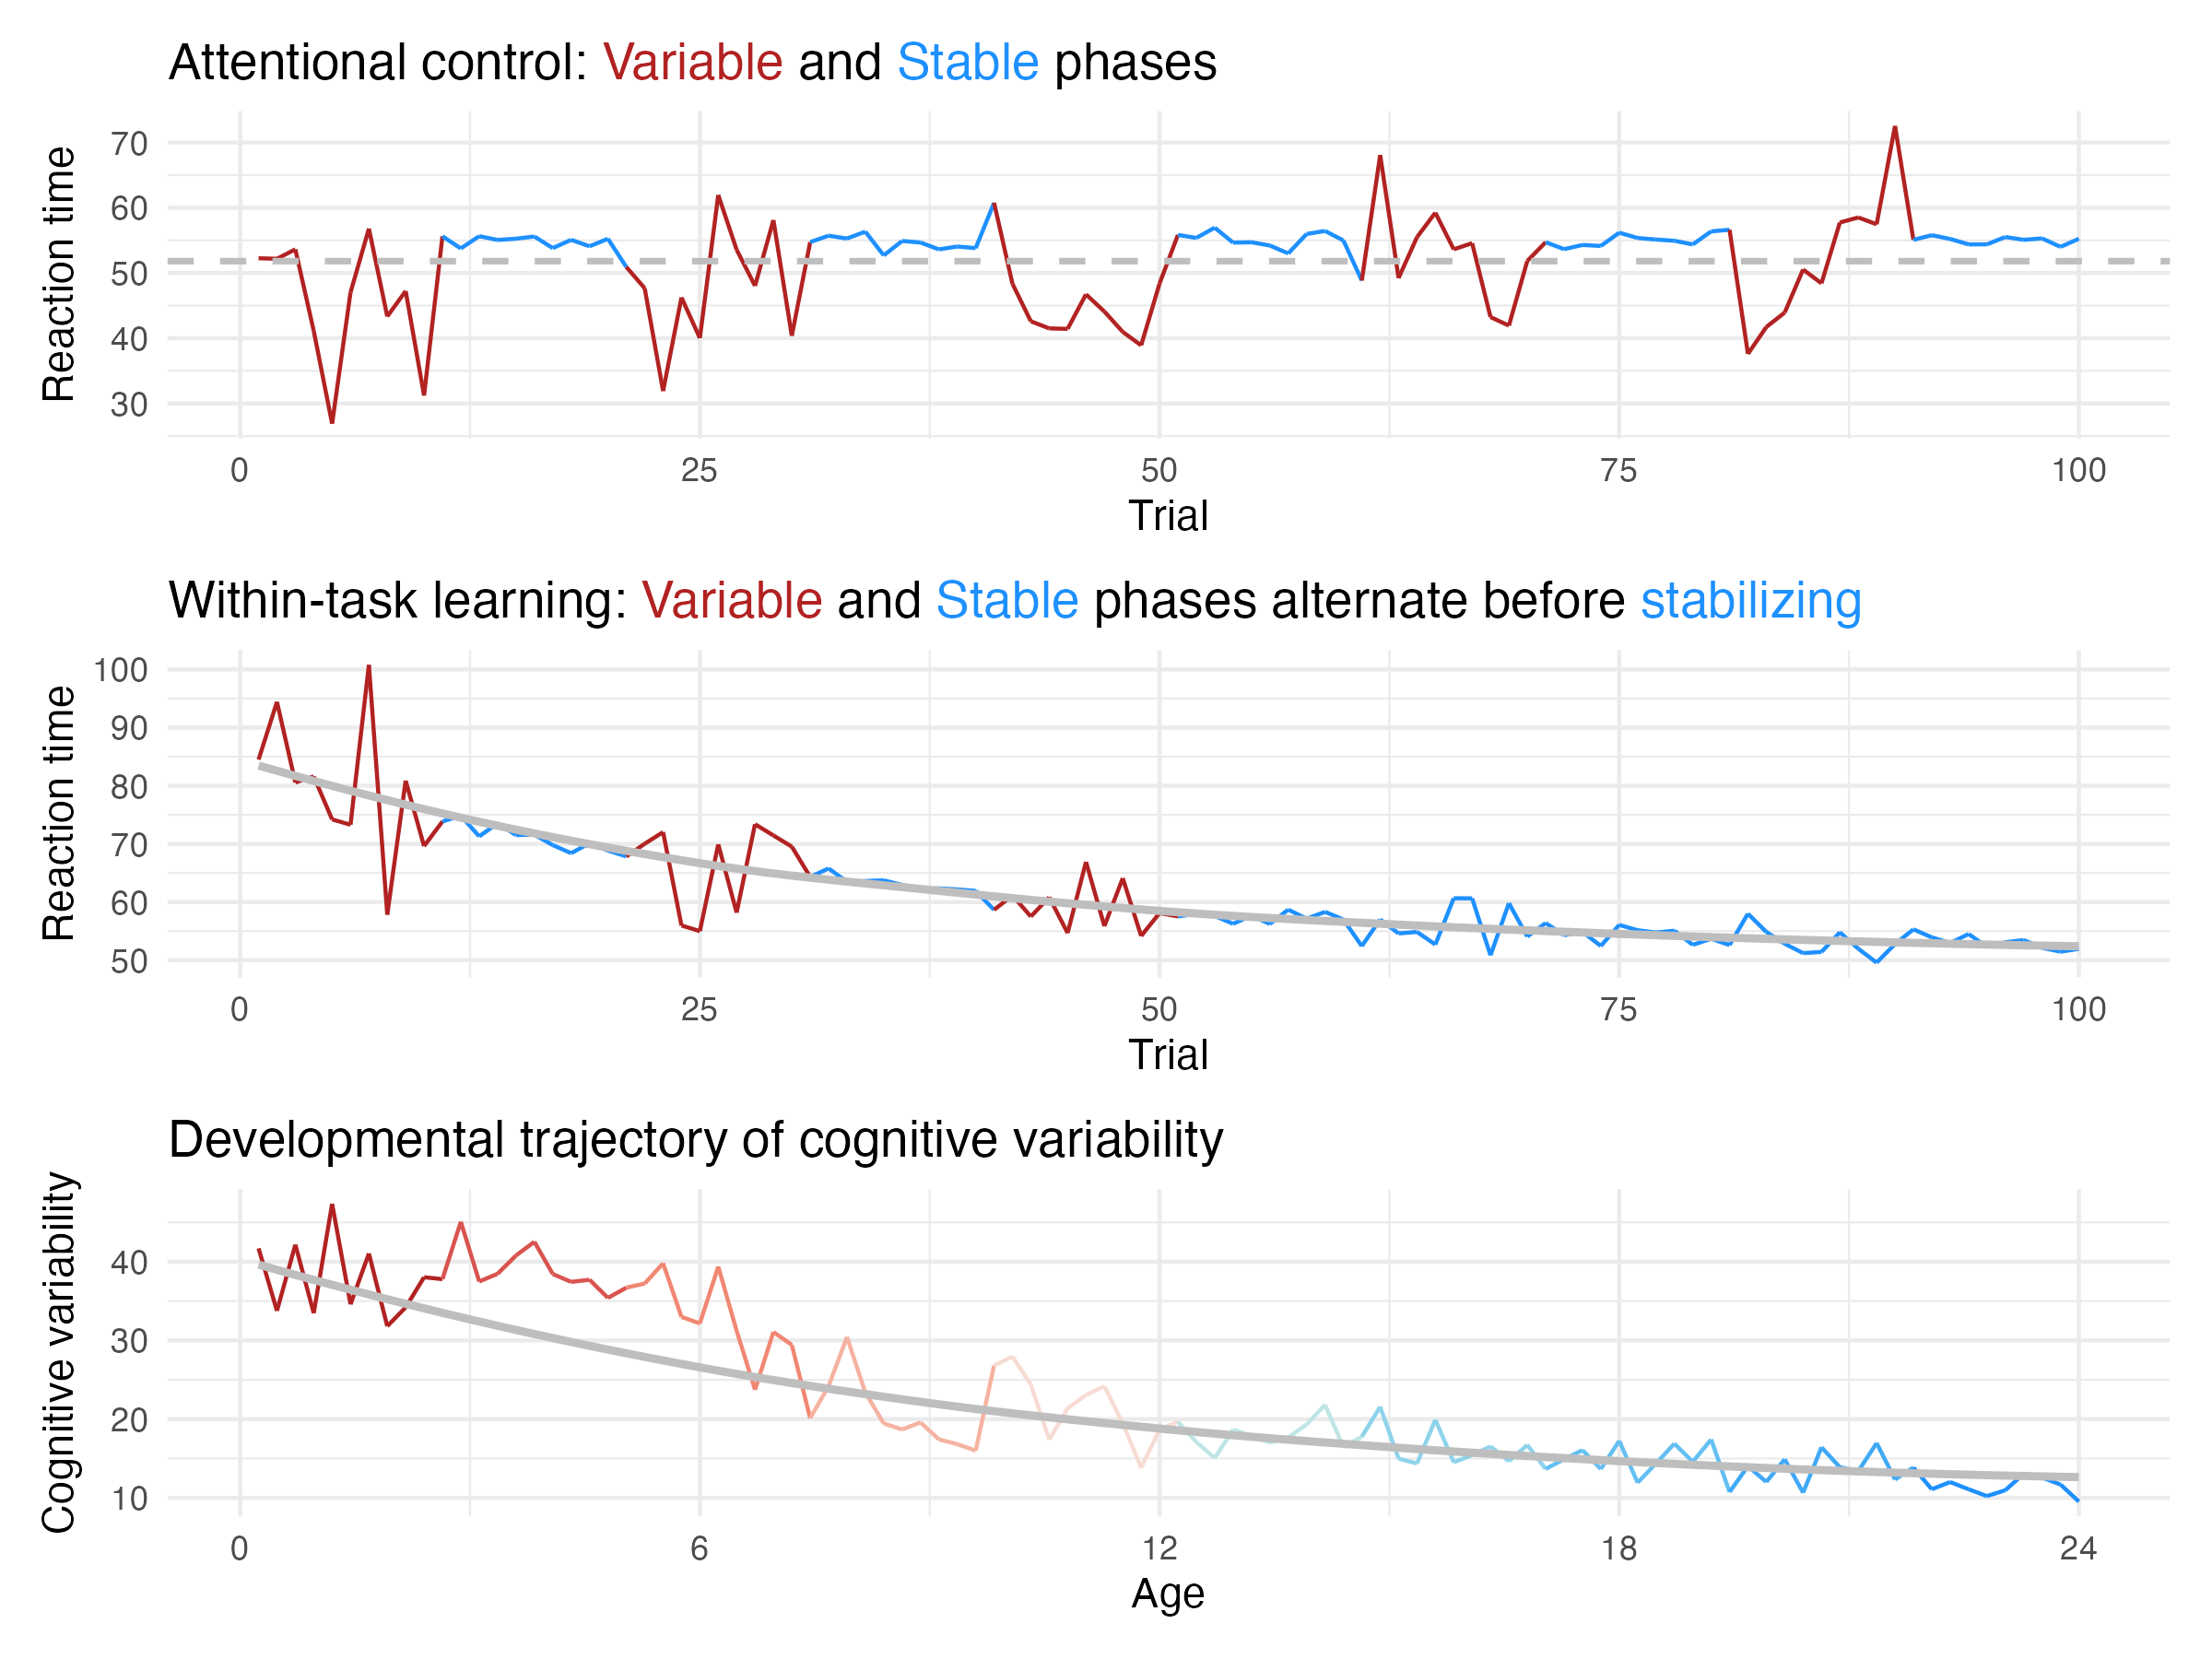 Attentional control: Variable and Stable phases
Reaction time
70
60
50
40
30
0 25 50 75 100
Trial
Within-task learning: Variable and Stable phases alternate before stabilizing
Reaction time
100
90
80
70
60
50
0 25 50 75 100
Trial
Developmental trajectory of cognitive variability
Cognitive variability
40
30
20
10
0 6 12 18 24
Age